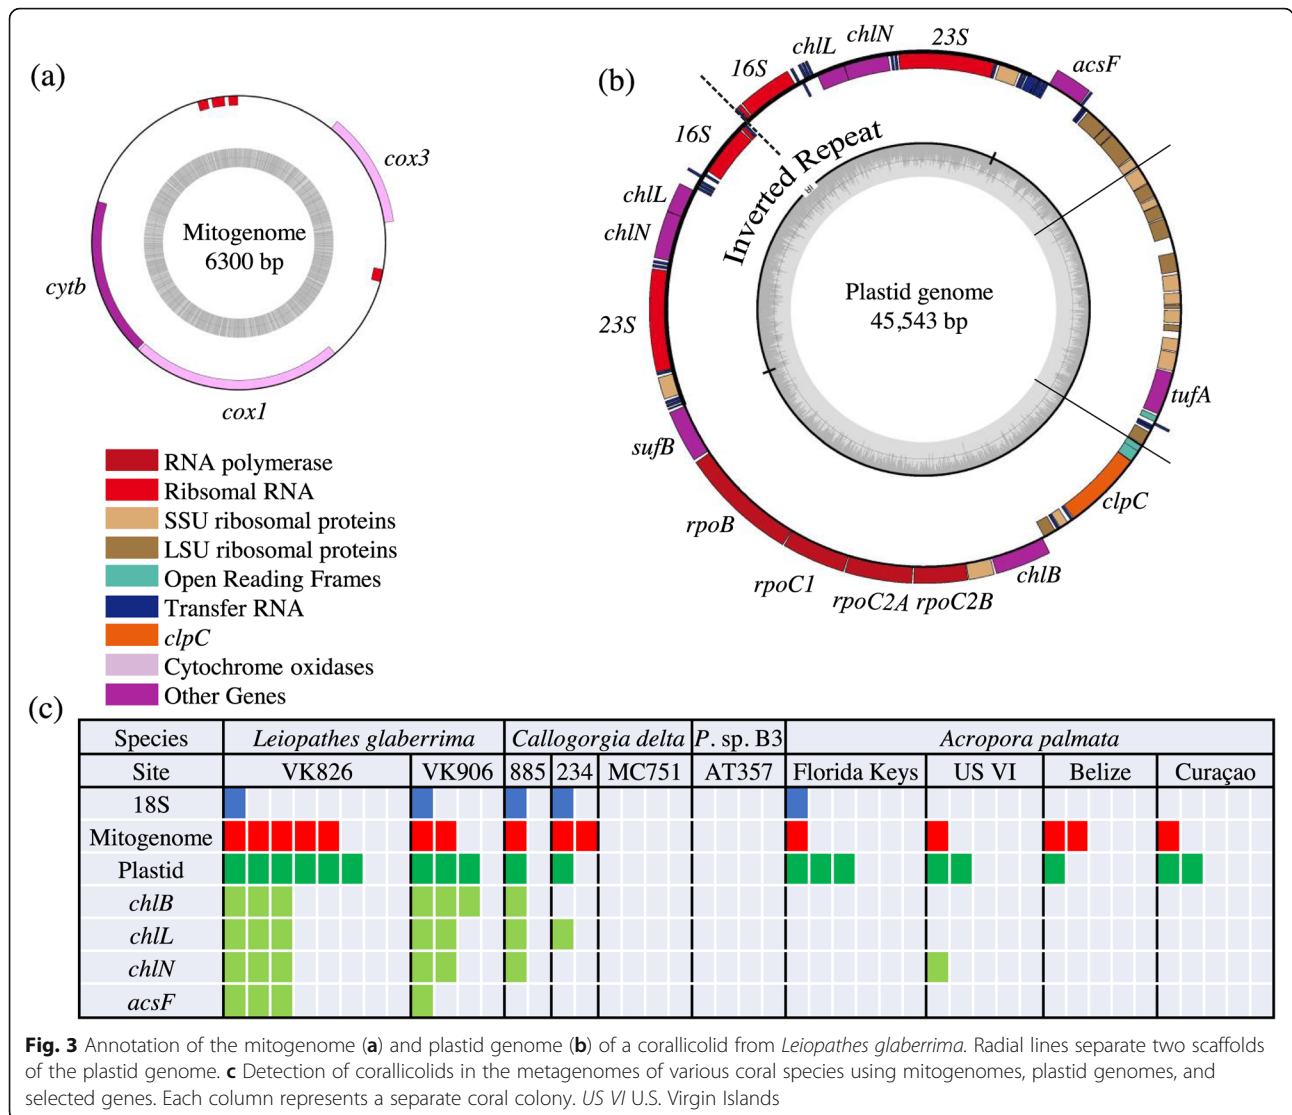 (a)
cox3
Mitogenome
6300 bp
cytb
cox1
(b)
chlL
chlN
23S
acsF
16S
16S
Inverted Repeat
IR
chlL
chlN
Plastid genome
45,543 bp
23S
tufA
sufB
clpC
rpoB
chlB
rpoC1
rpoC2A
rpoC2B
RNA polymerase
Ribsomal RNA
SSU ribosomal proteins
LSU ribosomal proteins
Open Reading Frames
Transfer RNA
clpC
Cytochrome oxidases
Other Genes
(c)
Species Leiopathes glaberrima Callogorgia delta P. sp. B3 Acropora palmata
Site VK826 VK906 885 234 MC751 AT357 Florida Keys US VI Belize Curaçao
18S
Mitogenome
Plastid
chlB
chlL
chlN
acsF
Fig. 3 Annotation of the mitogenome (a) and plastid genome (b) of a corallicolid from Leiopathes glaberrima. Radial lines separate two scaffolds
of the plastid genome. c Detection of corallicolids in the metagenomes of various coral species using mitogenomes, plastid genomes, and
selected genes. Each column represents a separate coral colony. US VI U.S. Virgin Islands